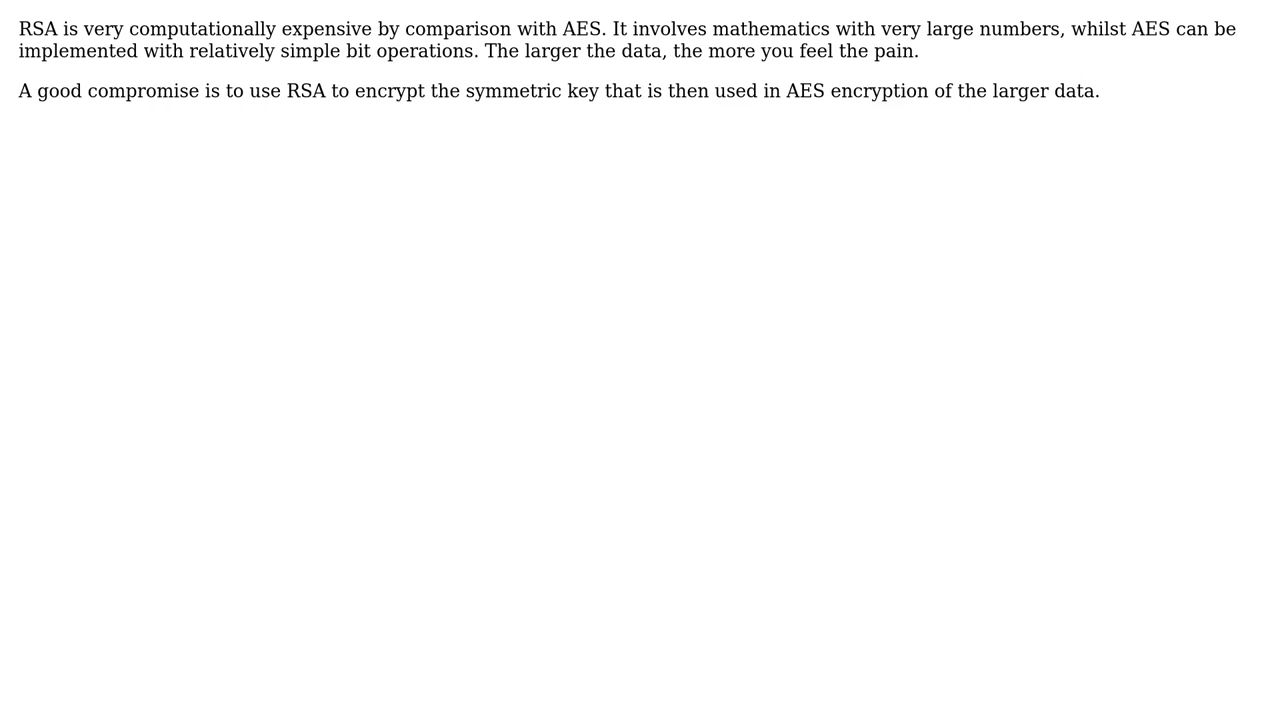 RSA is very computationally expensive by comparison with AES. It involves mathematics with very large numbers, whilst AES can be
implemented with relatively simple bit operations. The larger the data, the more you feel the pain.
A good compromise is to use RSA to encrypt the symmetric key that is then used in AES encryption of the larger data.